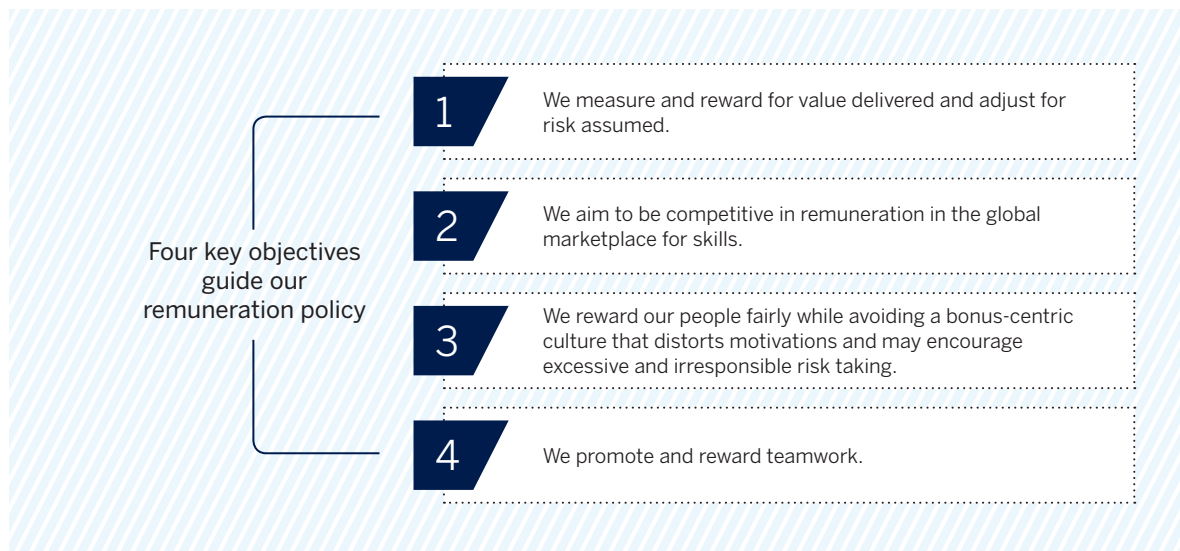 Four key objectives
guide our
remuneration policy
1
We measure and reward for value delivered and adjust for
risk assumed.
2
We aim to be competitive in remuneration in the global
marketplace for skills.
3
We reward our people fairly while avoiding a bonus-centric
culture that distorts motivations and may encourage
excessive and irresponsible risk taking.
4
We promote and reward teamwork.